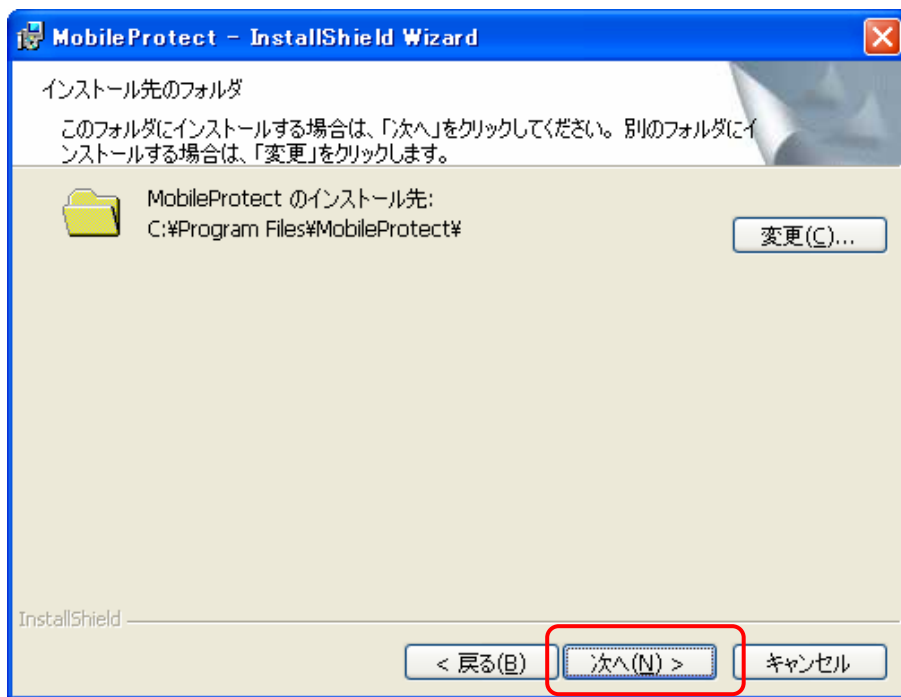 MobileProtect - InstallShield Wizard
インストール先のフォルダ
このフォルダにインストールする場合は、「次へ」をクリックしてください。別のフォルダにイ
ンストールする場合は、「変更」をクリックします。
MobileProtect のインストール先:
C:¥Program Files¥MobileProtect¥
変更(C)...
InstallShield
< 戻る(B)
次へ(N) >
キャンセル